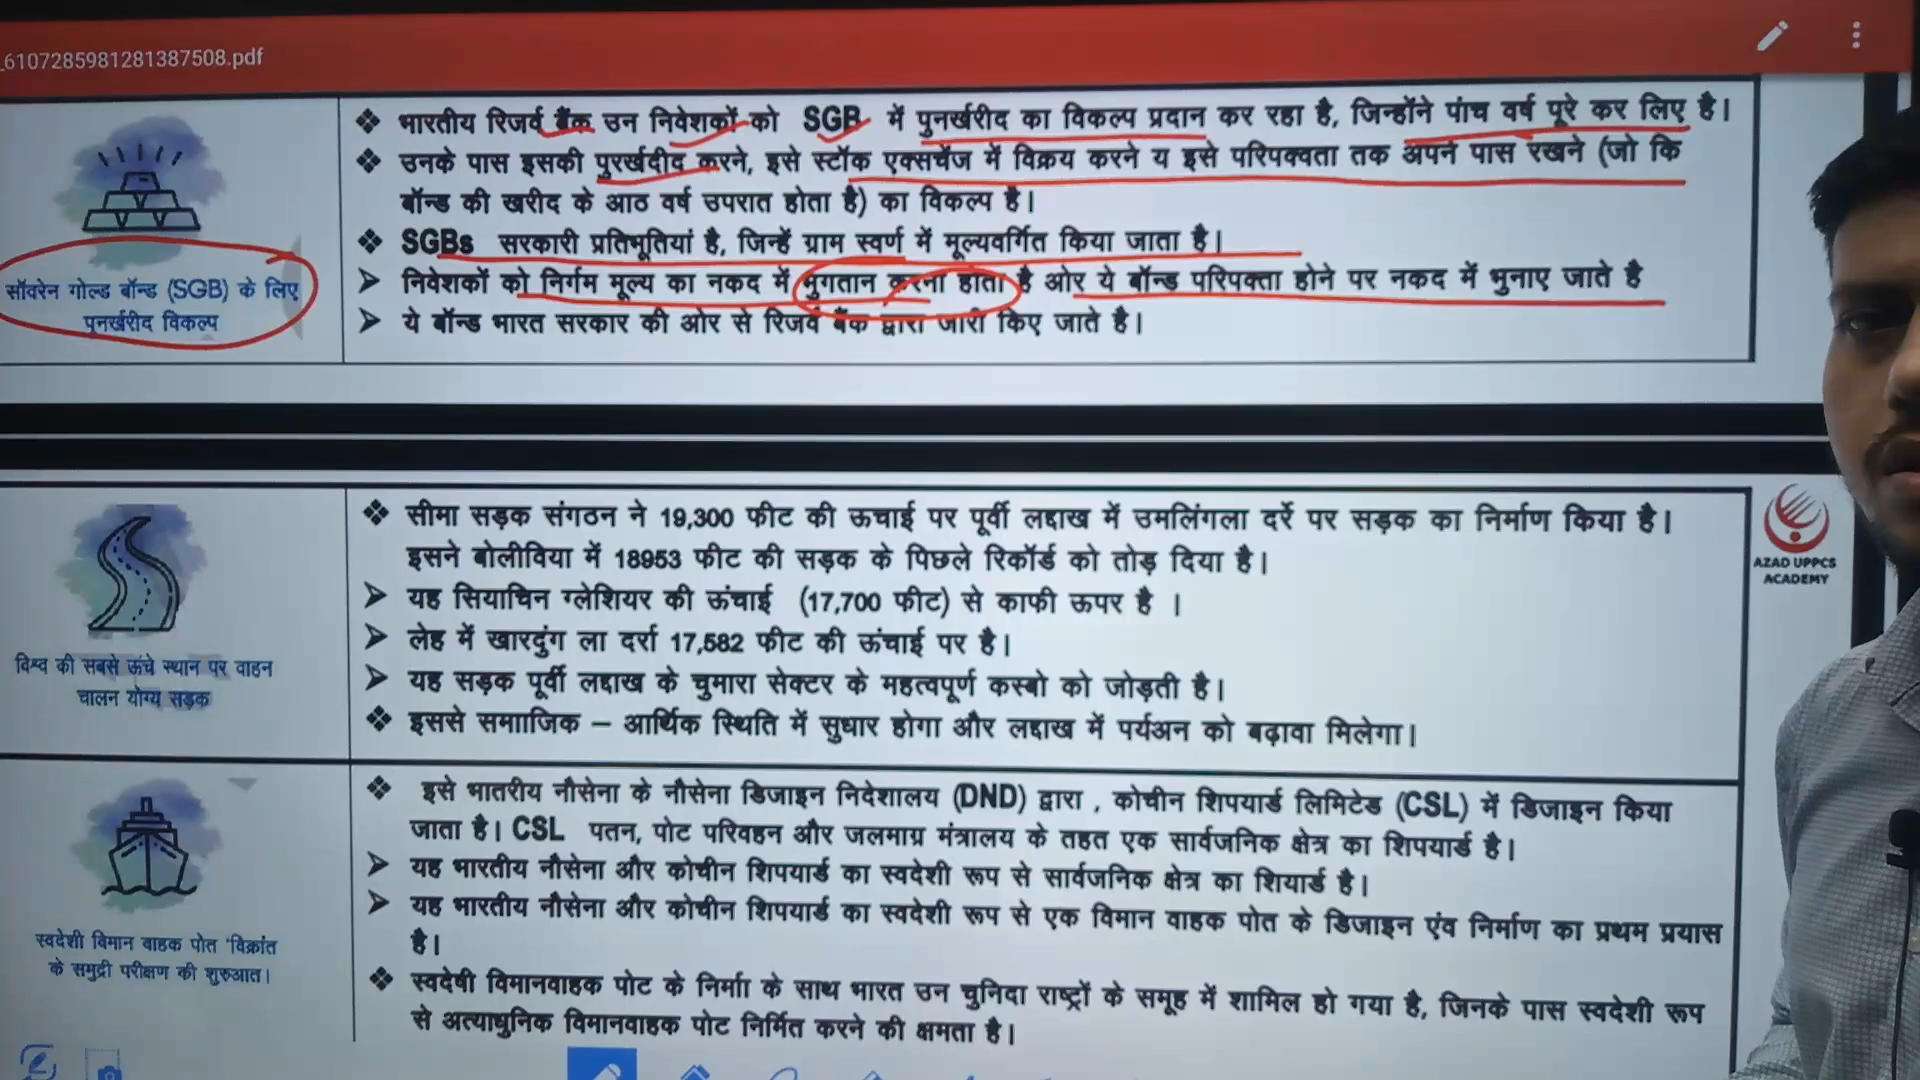 _6107285981281387508.pdf
❖ भारतीय रिजर्व बैंक उन निवेशकों को SGB में पुनर्खरीद का विकल्प प्रदान कर रहा है, जिन्होंने पांच वर्ष पूरे कर लिए है।
❖ उनके पास इसकी पुरर्खदीद करने, इसे स्टॉक एक्सचेंज में विक्रय करने य इसे परिपक्वता तक अपने पास रखने (जो कि
बॉन्ड की खरीद के आठ वर्ष उपरात होता है) का विकल्प है।
❖ SGBs सरकारी प्रतिभूतियां है, जिन्हें ग्राम स्वर्ण में मूल्यवर्गित किया जाता है।
➢ निवेशकों को निर्गम मूल्य का नकद में भुगतान करना होता है ओर ये बॉन्ड परिपक्ता होने पर नकद में भुनाए जाते है
➢ ये बॉन्ड भारत सरकार की ओर से रिजर्व बैंक द्वारा जारी किए जाते है।
सॉवरेन गोल्ड बॉन्ड (SGB) के लिए
पुनर्खरीद विकल्प
❖ सीमा सड़क संगठन ने 19,300 फीट की ऊचाई पर पूर्वी लद्दाख में उमलिंगला दर्रे पर सड़क का निर्माण किया है।
इसने बोलीविया में 18953 फीट की सड़क के पिछले रिकॉर्ड को तोड़ दिया है।
➢ यह सियाचिन ग्लेशियर की ऊंचाई (17,700 फीट) से काफी ऊपर है ।
➢ लेह में खारदुंग ला दर्रा 17,582 फीट की ऊंचाई पर है।
➢ यह सड़क पूर्वी लद्दाख के चुमारा सेक्टर के महत्वपूर्ण कस्बो को जोड़ती है।
❖ इससे समााजिक – आर्थिक स्थिति में सुधार होगा और लद्दाख में पर्यअन को बढ़ावा मिलेगा।
विश्व की सबसे ऊंचे स्थान पर वाहन
चालन योग्य सड़क
AZAD UPPCS
ACADEMY
❖ इसे भातरीय नौसेना के नौसेना डिजाइन निदेशालय (DND) द्वारा , कोचीन शिपयार्ड लिमिटेड (CSL) में डिजाइन किया
जाता है। CSL पतन, पोट परिवहन और जलमाग्र मंत्रालय के तहत एक सार्वजनिक क्षेत्र का शिपयार्ड है।
➢ यह भारतीय नौसेना और कोचीन शिपयार्ड का स्वदेशी रूप से सार्वजनिक क्षेत्र का शियार्ड है।
➢ यह भारतीय नौसेना और कोचीन शिपयार्ड का स्वदेशी रूप से एक विमान वाहक पोत के डिजाइन एंव निर्माण का प्रथम प्रयास
है।
❖ स्वदेषी विमानवाहक पोट के निर्माा के साथ भारत उन चुनिदा राष्ट्रों के समूह में शामिल हो गया है, जिनके पास स्वदेशी रूप
से अत्याधुनिक विमानवाहक पोट निर्मित करने की क्षमता है।
स्वदेशी विमान वाहक पोत 'विक्रांत
के समुद्री परीक्षण की शुरुआत।